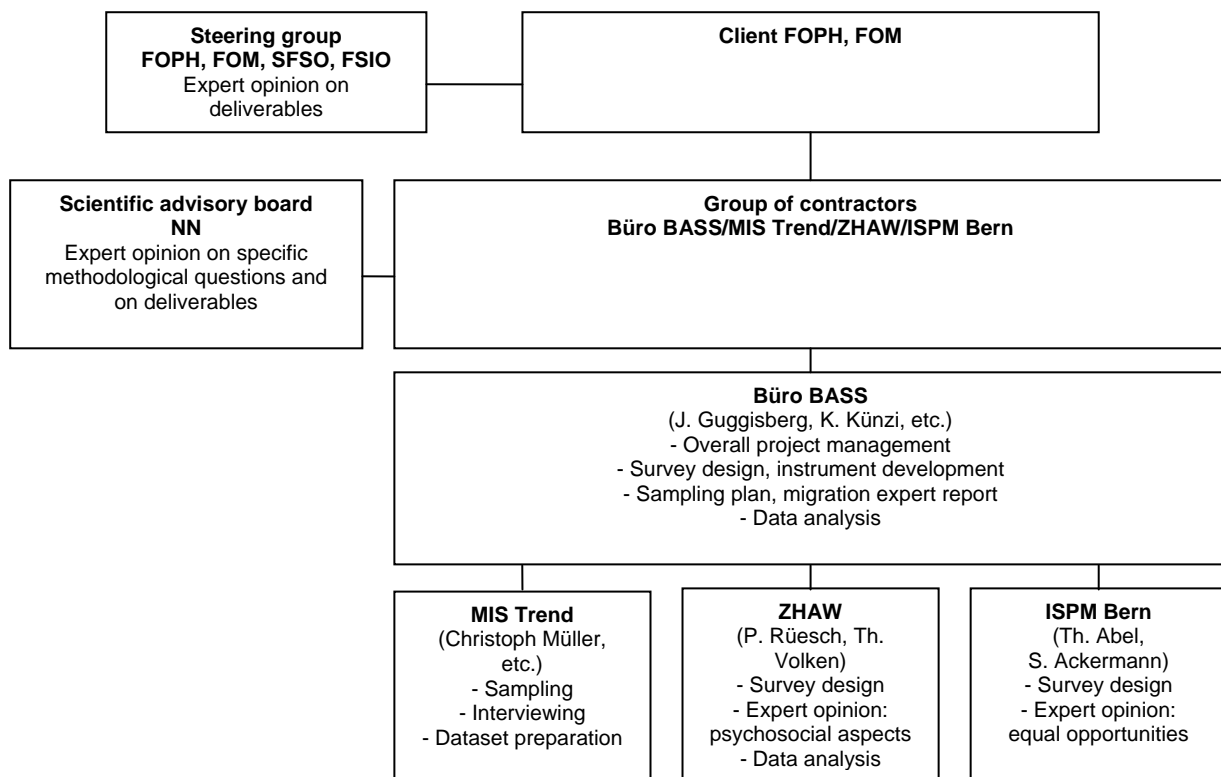 Steering group
FOPH, FOM, SFSO, FSIO
Expert opinion on
deliverables
Client FOPH, FOM
Scientific advisory board
NN
Expert opinion on specific
methodological questions and
on deliverables
Group of contractors
Büro BASS/MIS Trend/ZHAW/ISPM Bern
Büro BASS
(J. Guggisberg, K. Künzi, etc.)
- Overall project management
- Survey design, instrument development
- Sampling plan, migration expert report
- Data analysis
MIS Trend
(Christoph Müller,
etc.)
- Sampling
- Interviewing
- Dataset preparation
ZHAW
(P. Rüesch, Th.
Volken)
- Survey design
- Expert opinion:
psychosocial aspects
- Data analysis
ISPM Bern
(Th. Abel,
S. Ackermann)
- Survey design
- Expert opinion:
equal opportunities